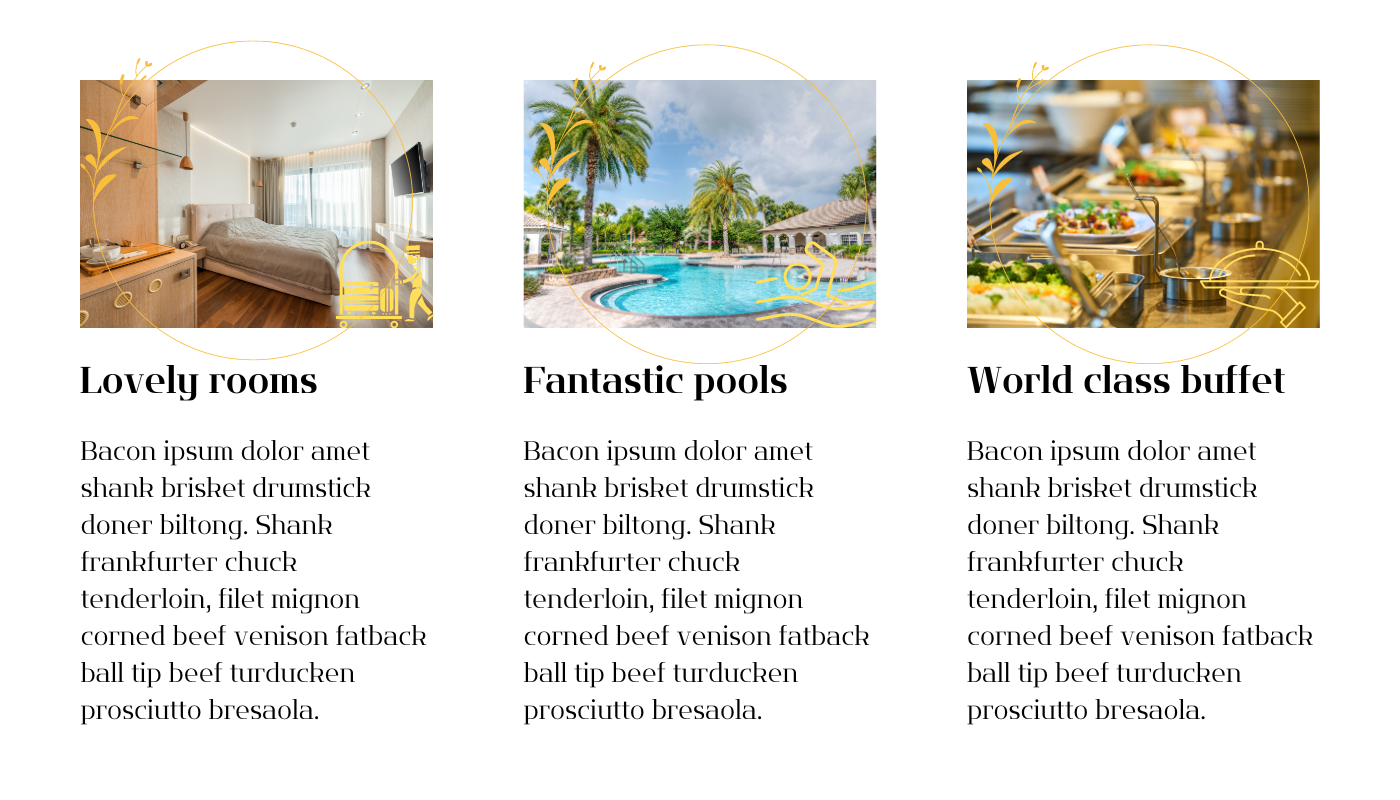 Lovely rooms
Bacon ipsum dolor amet
shank brisket drumstick
doner biltong. Shank
frankfurter chuck
tenderloin, filet mignon
corned beef venison fatback
ball tip beef turducken
prosciutto bresaola.
Fantastic pools
Bacon ipsum dolor amet
shank brisket drumstick
doner biltong. Shank
frankfurter chuck
tenderloin, filet mignon
corned beef venison fatback
ball tip beef turducken
prosciutto bresaola.
World class buffet
Bacon ipsum dolor amet
shank brisket drumstick
doner biltong. Shank
frankfurter chuck
tenderloin, filet mignon
corned beef venison fatback
ball tip beef turducken
prosciutto bresaola.